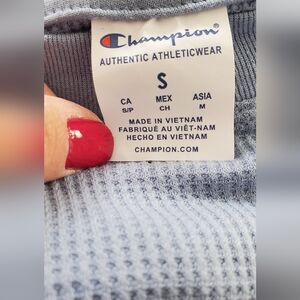 Champion
AUTHENTIC ATHLETICWEAR
S
CA MEX ASIA
S/P CH M
MADE IN VIETNAM
FABRIQUÉ AU VIÊT-NAM
HECHO EN VIETNAM
CHAMPION.COM